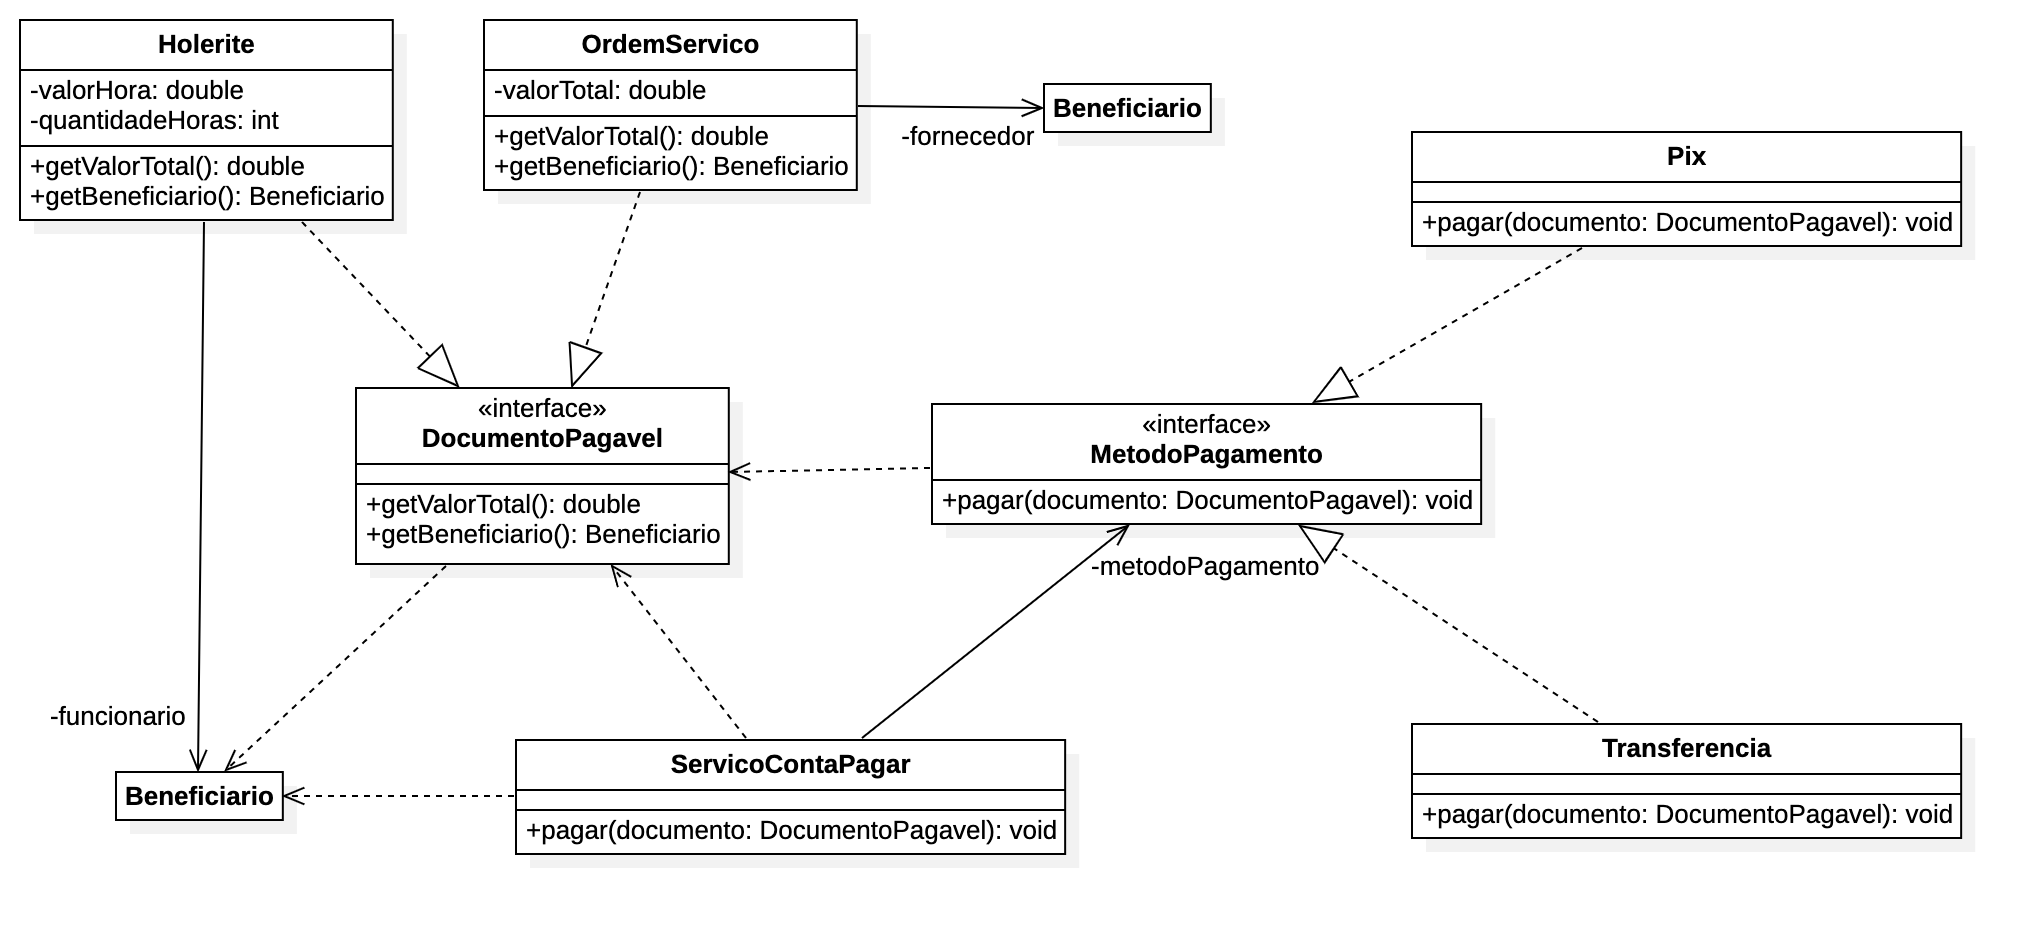 Holerite
-valorHora: double
-quantidadeHoras: int
+getValorTotal(): double
+getBeneficiario(): Beneficiario
OrdemServico
-valorTotal: double
+getValorTotal(): double
+getBeneficiario(): Beneficiario
-fornecedor
Beneficiario
Pix
+pagar(documento: DocumentoPagavel): void
«interface»
DocumentoPagavel
+getValorTotal(): double
+getBeneficiario(): Beneficiario
«interface»
MetodoPagamento
+pagar(documento: DocumentoPagavel): void
-metodoPagamento
-funcionario
Beneficiario
ServicoContaPagar
+pagar(documento: DocumentoPagavel): void
Transferencia
+pagar(documento: DocumentoPagavel): void